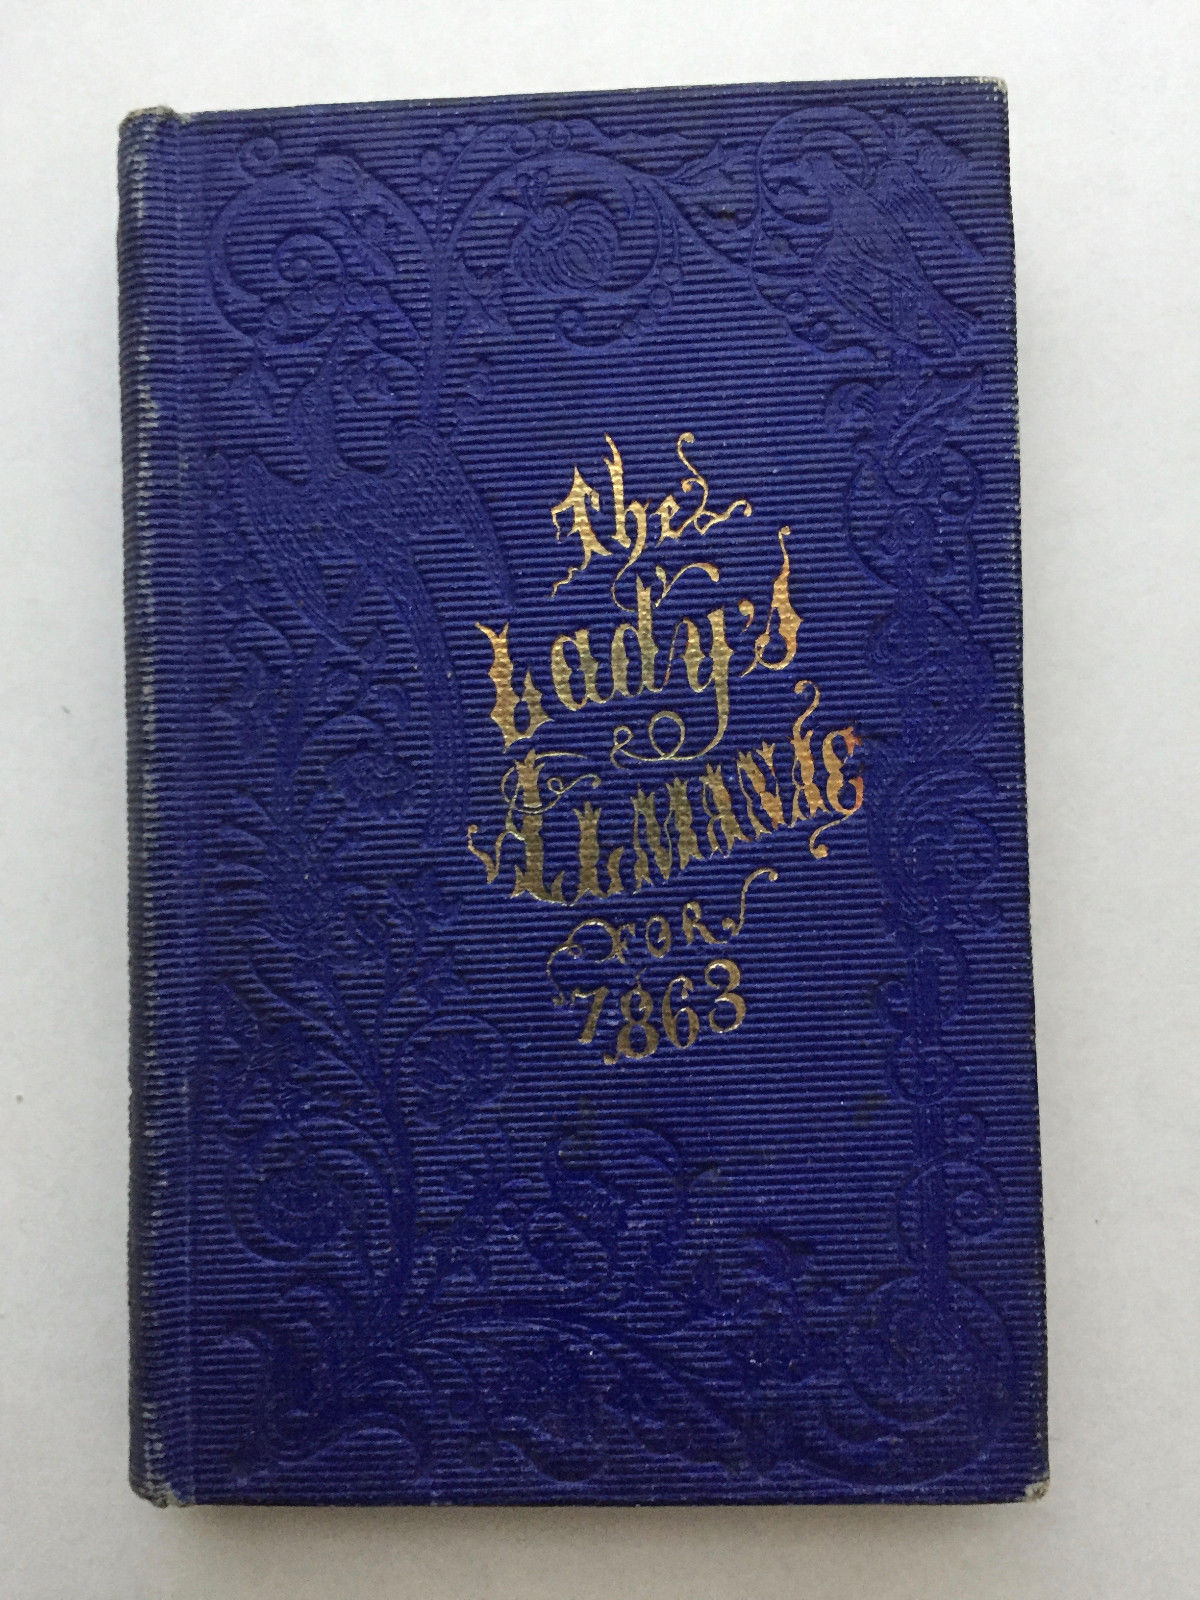 The
Lady's
ALMANAC
FOR
1863